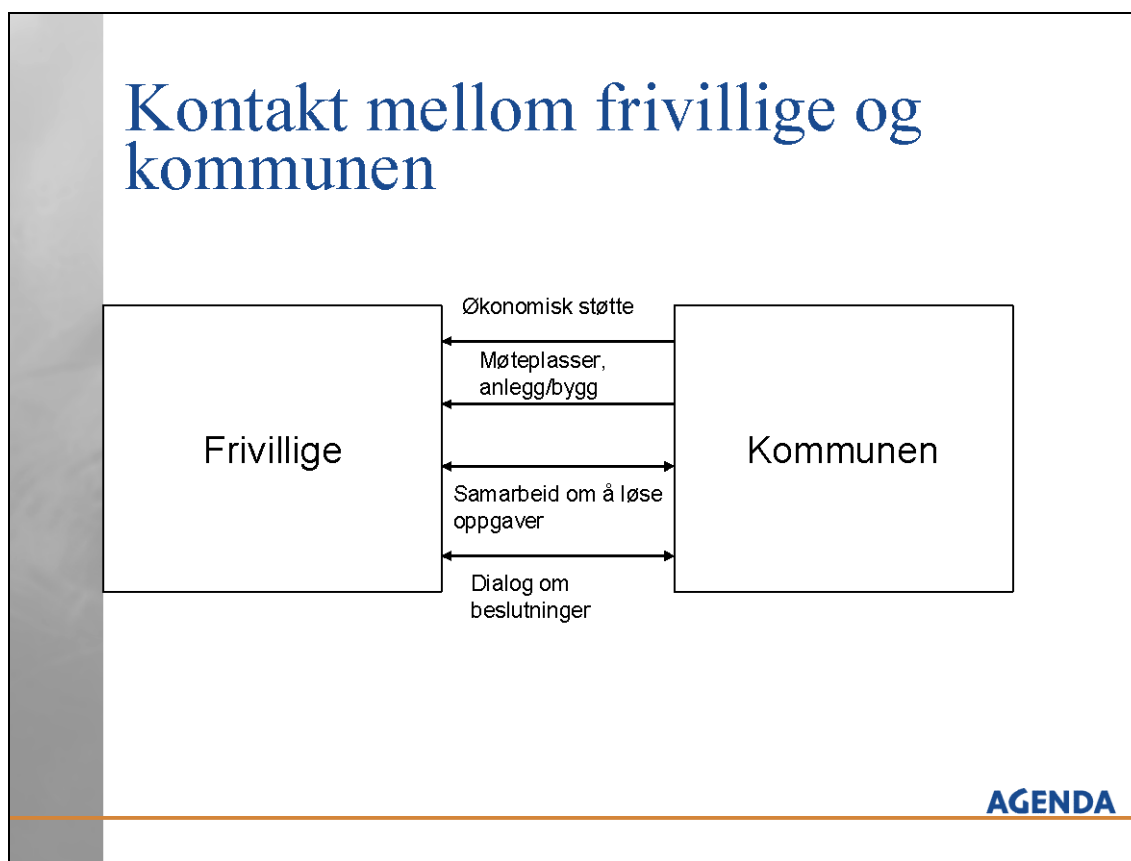 Kontakt mellom frivillige og
kommunen
Økonomisk støtte
Møteplasser,
anlegg/bygg
Frivillige
Kommunen
Samarbeid om å løse
oppgaver
Dialog om
beslutninger
AGENDA